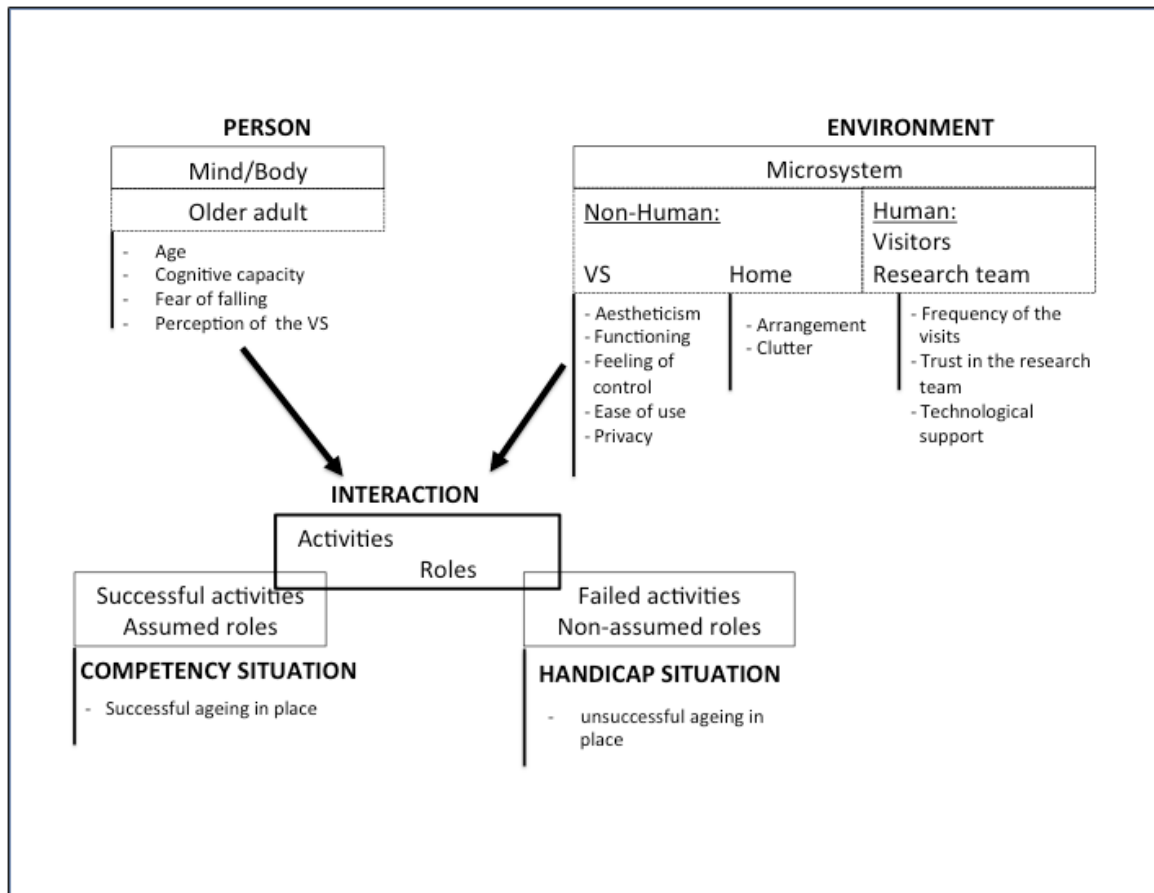 PERSON
Mind/Body
Older adult
- Age
- Cognitive capacity
- Fear of falling
- Perception of the VS
ENVIRONMENT
Microsystem
Non-Human:
VS Home
Human:
Visitors
Research team
- Aestheticism
- Functioning
- Feeling of
control
- Ease of use
- Privacy
- Arrangement
- Clutter
- Frequency of the
visits
- Trust in the research
team
- Technological
support
INTERACTION
Activities
Roles
Successful activities
Assumed roles
COMPETENCY SITUATION
- Successful ageing in place
Failed activities
Non-assumed roles
HANDICAP SITUATION
- unsuccessful ageing in
place